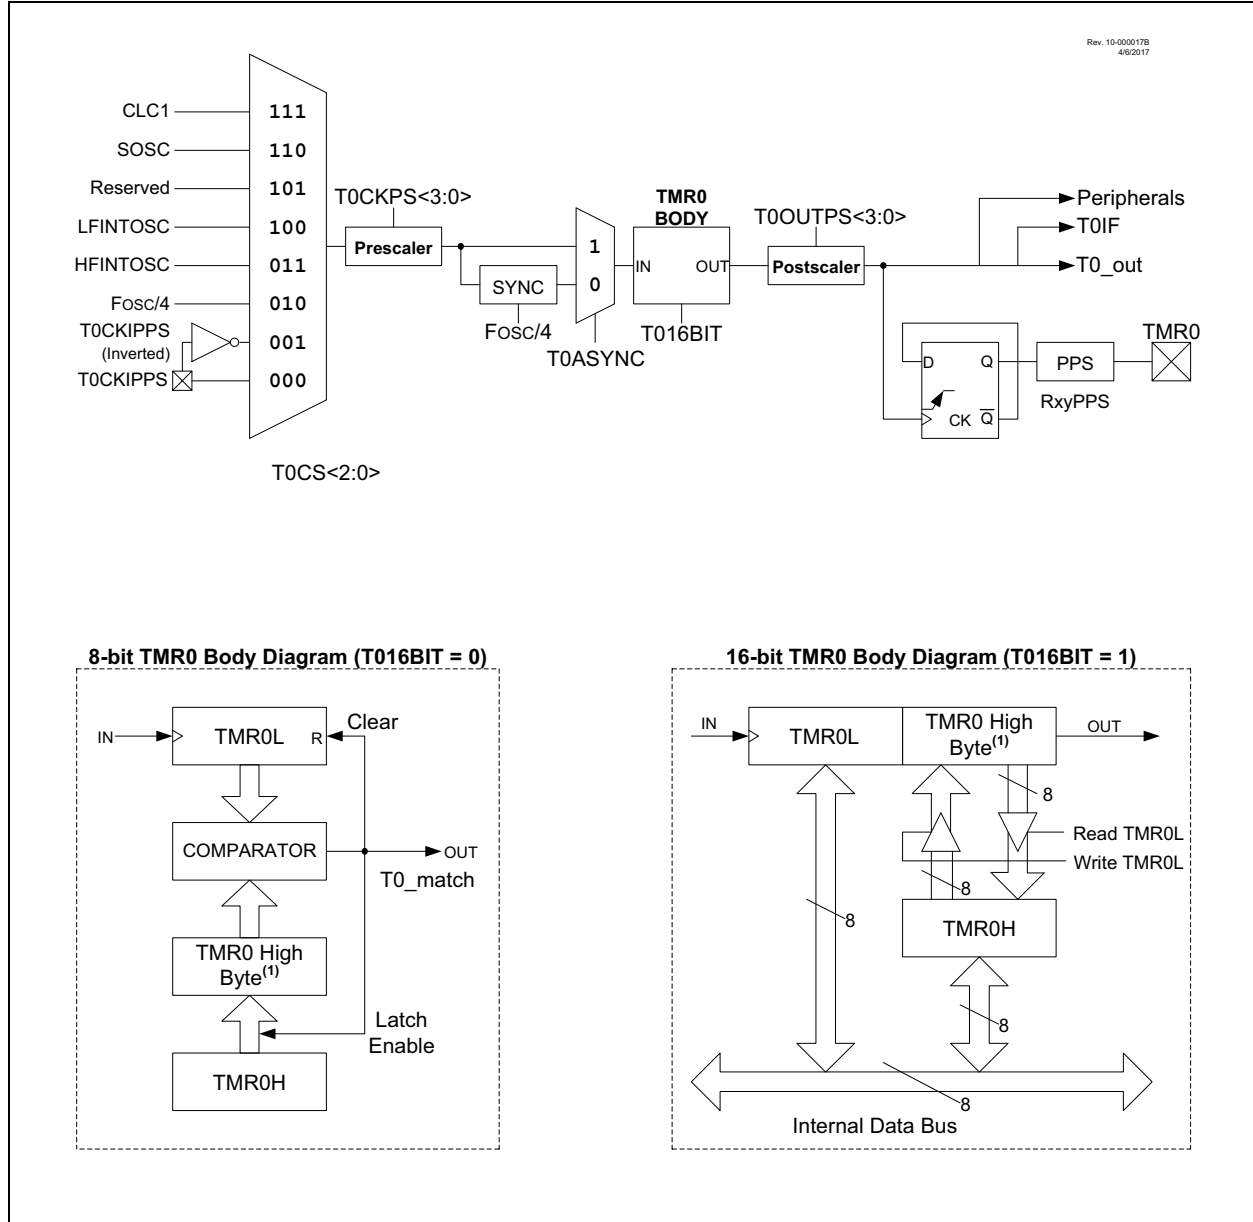 Rev. 10-000017B
4/6/2017
CLC1
111
SOSC
110
Reserved
101
LFINTOSC
100
HFINTOSC
011
FOSC/4
010
T0CKIPPS
(Inverted)
001
T0CKIPPS
000
T0CS<2:0>
T0CKPS<3:0>
Prescaler
SYNC
FOSC/4
1
0
T0ASYNC
TMR0
BODY
IN
OUT
T016BIT
T0OUTPS<3:0>
Postscaler
Peripherals
T0IF
T0_out
D
Q
CK
Q
PPS
RxyPPS
TMR0
8-bit TMR0 Body Diagram (T016BIT = 0)
IN
TMR0L
R
Clear
COMPARATOR
OUT
T0_match
TMR0 High
Byte(1)
Latch
Enable
TMR0H
16-bit TMR0 Body Diagram (T016BIT = 1)
IN
TMR0L
TMR0 High
Byte(1)
OUT
8
Read TMR0L
Write TMR0L
8
8
TMR0H
8
8
Internal Data Bus